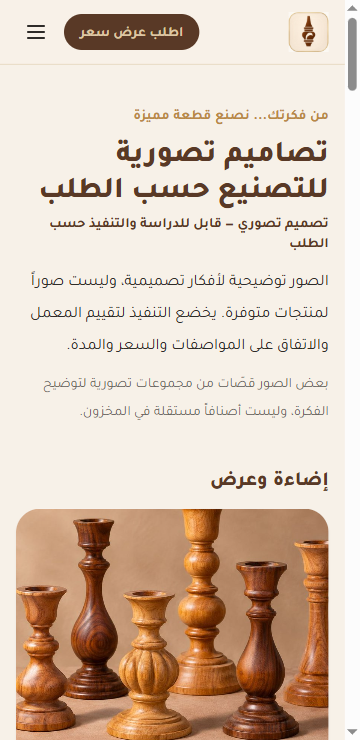 اطلب عرض سعر
من فكرتك... نصنع قطعة مميزة
تصاميم تصورية
للتصنيع حسب الطلب
تصميم تصوري – قابل للدراسة والتنفيذ حسب
الطلب
الصور توضيحية لأفكار تصميمية، وليست صوراً
لمنتجات متوفرة. يخضع التنفيذ لتقييم المعمل
والاتفاق على المواصفات والسعر والمدة.
بعض الصور قصّات من مجموعات تصورية لتوضيح
الفكرة، وليست أصنافاً مستقلة في المخزون.
إضاءة وعرض